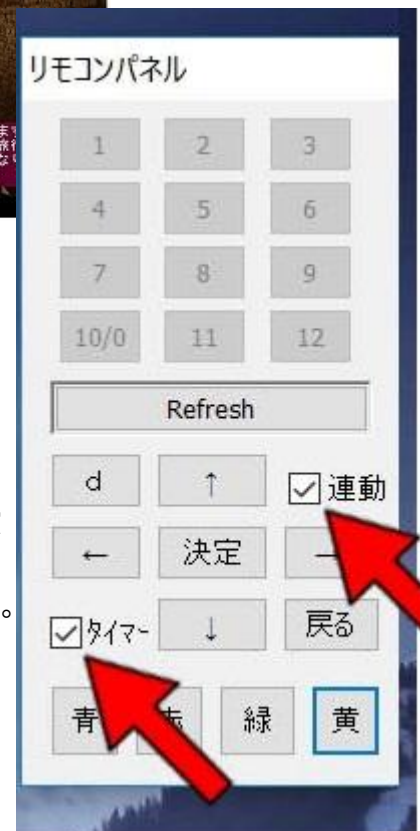 リモコンパネル
1 2 3
4 5 6
7 8 9
10/0 11 12
Refresh
d ↑ 連動
← 決定
タイマー ↓ 戻る
青 緑 黄